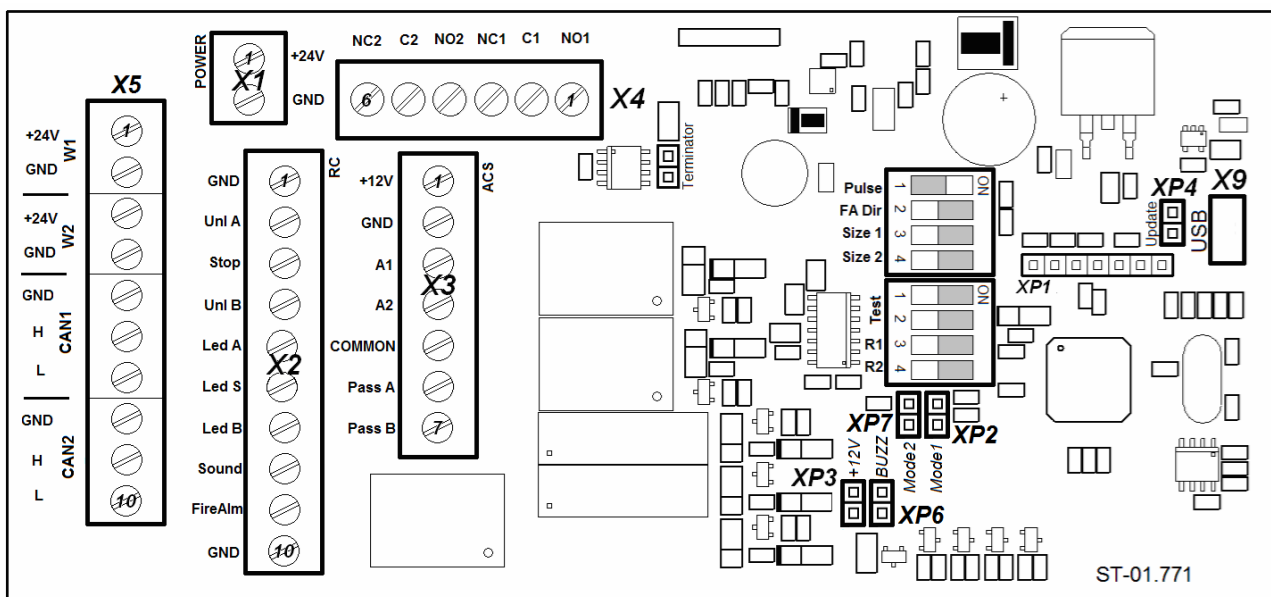 POWER
1
X1
+24V
GND
NC2 C2 NO2 NC1 C1 NO1
6
1
X4
Terminator
X5
1
+24V
GND
W1
+24V
GND
W2
GND
H
L
CAN1
GND
H
L
CAN2
10
RC
GND
1
UnI A
Stop
UnI B
Led A
X2
Led S
Led B
Sound
FireAlm
GND
10
ACS
+12V
1
GND
A1
X3
A2
COMMON
Pass A
Pass B
7
+
Pulse 1 ON
FA Dir 2
Size 1 3
Size 2 4
Test
1 ON
2
R1 3
R2 4
XP4
Update
X9
USB
XP1
XP7
Mode2
Mode1
XP2
XP3
+12V
BUZZ
XP6
ST-01.771